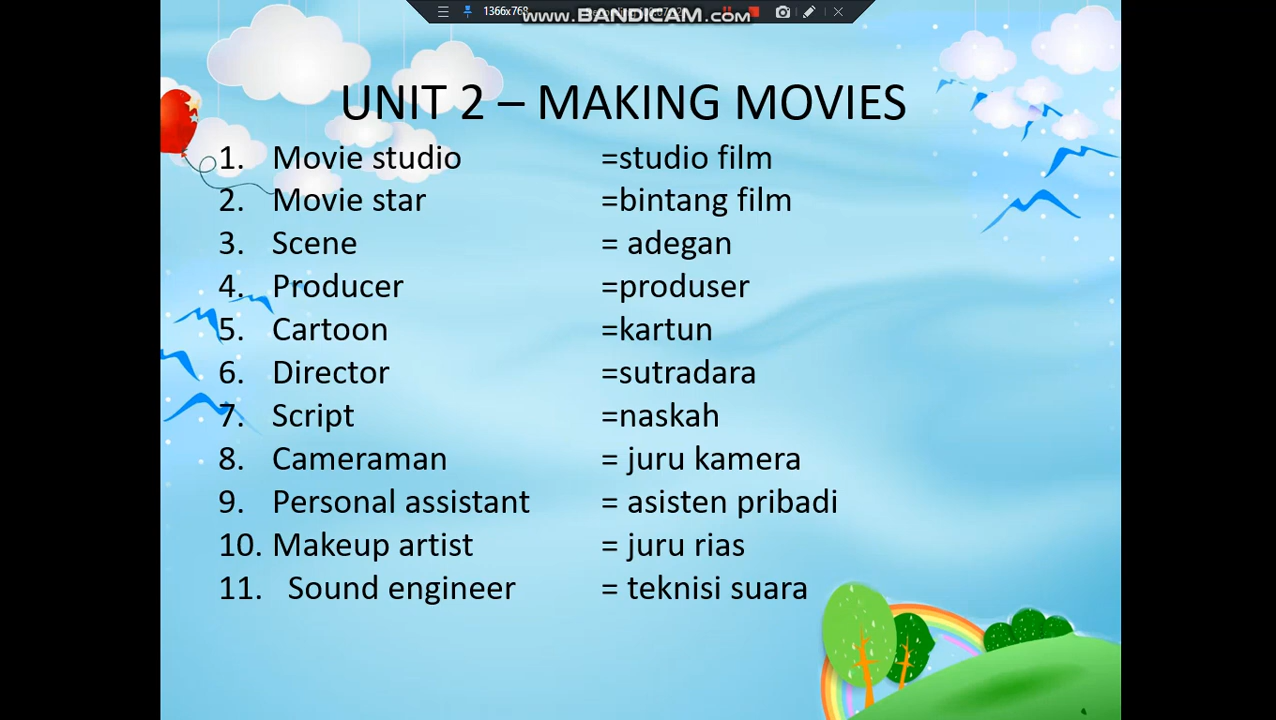 1366x768
www.BANDICAM.com
UNIT 2 – MAKING MOVIES
1. Movie studio =studio film
2. Movie star =bintang film
3. Scene = adegan
4. Producer =produser
5. Cartoon =kartun
6. Director =sutradara
7. Script =naskah
8. Cameraman = juru kamera
9. Personal assistant = asisten pribadi
10. Makeup artist = juru rias
11. Sound engineer = teknisi suara